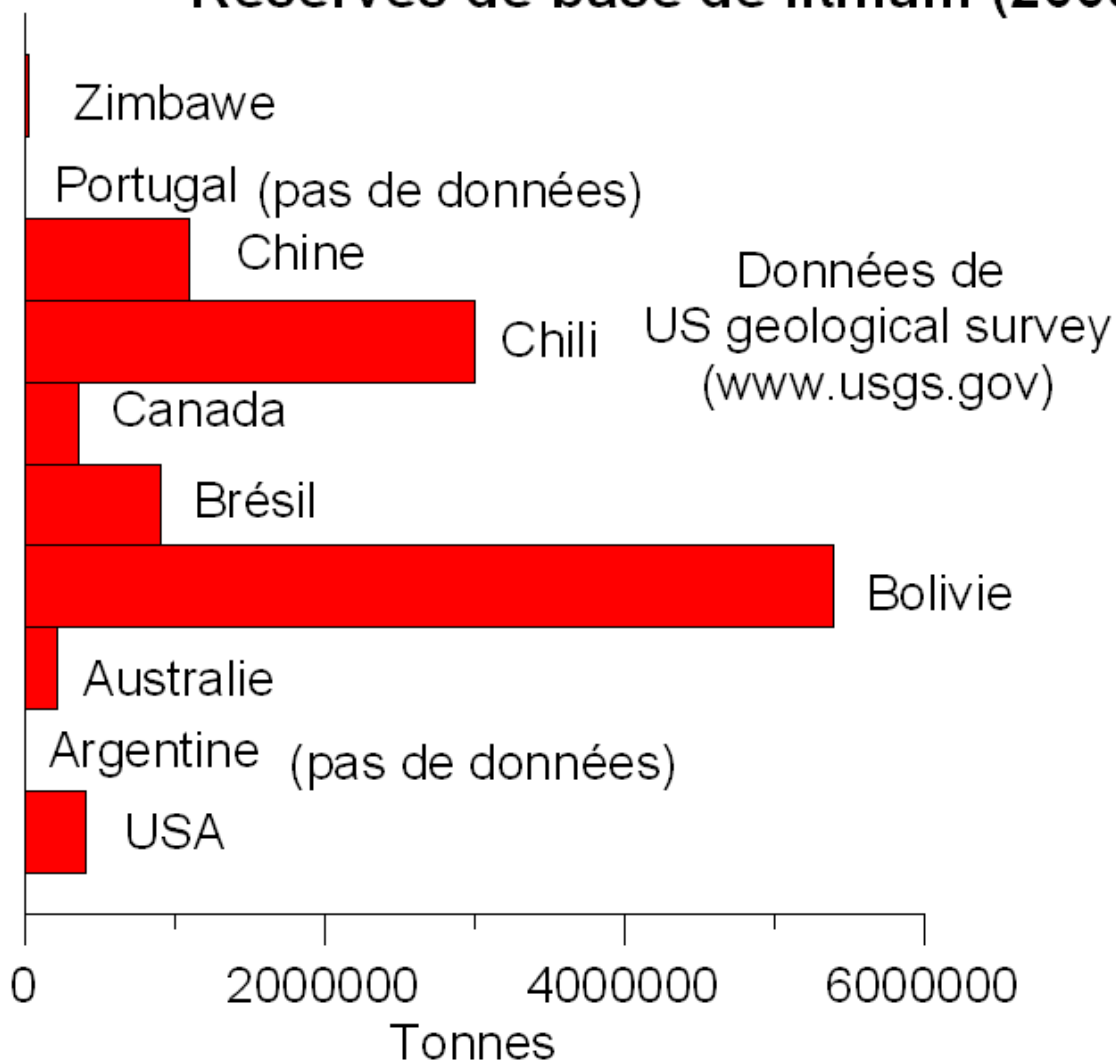 Zimbawe
Portugal (pas de données)
Chine
Données de
US geological survey
(www.usgs.gov)
Chili
Canada
Brésil
Bolivie
Australie
Argentine (pas de données)
USA
0 2000000 4000000 6000000
Tonnes